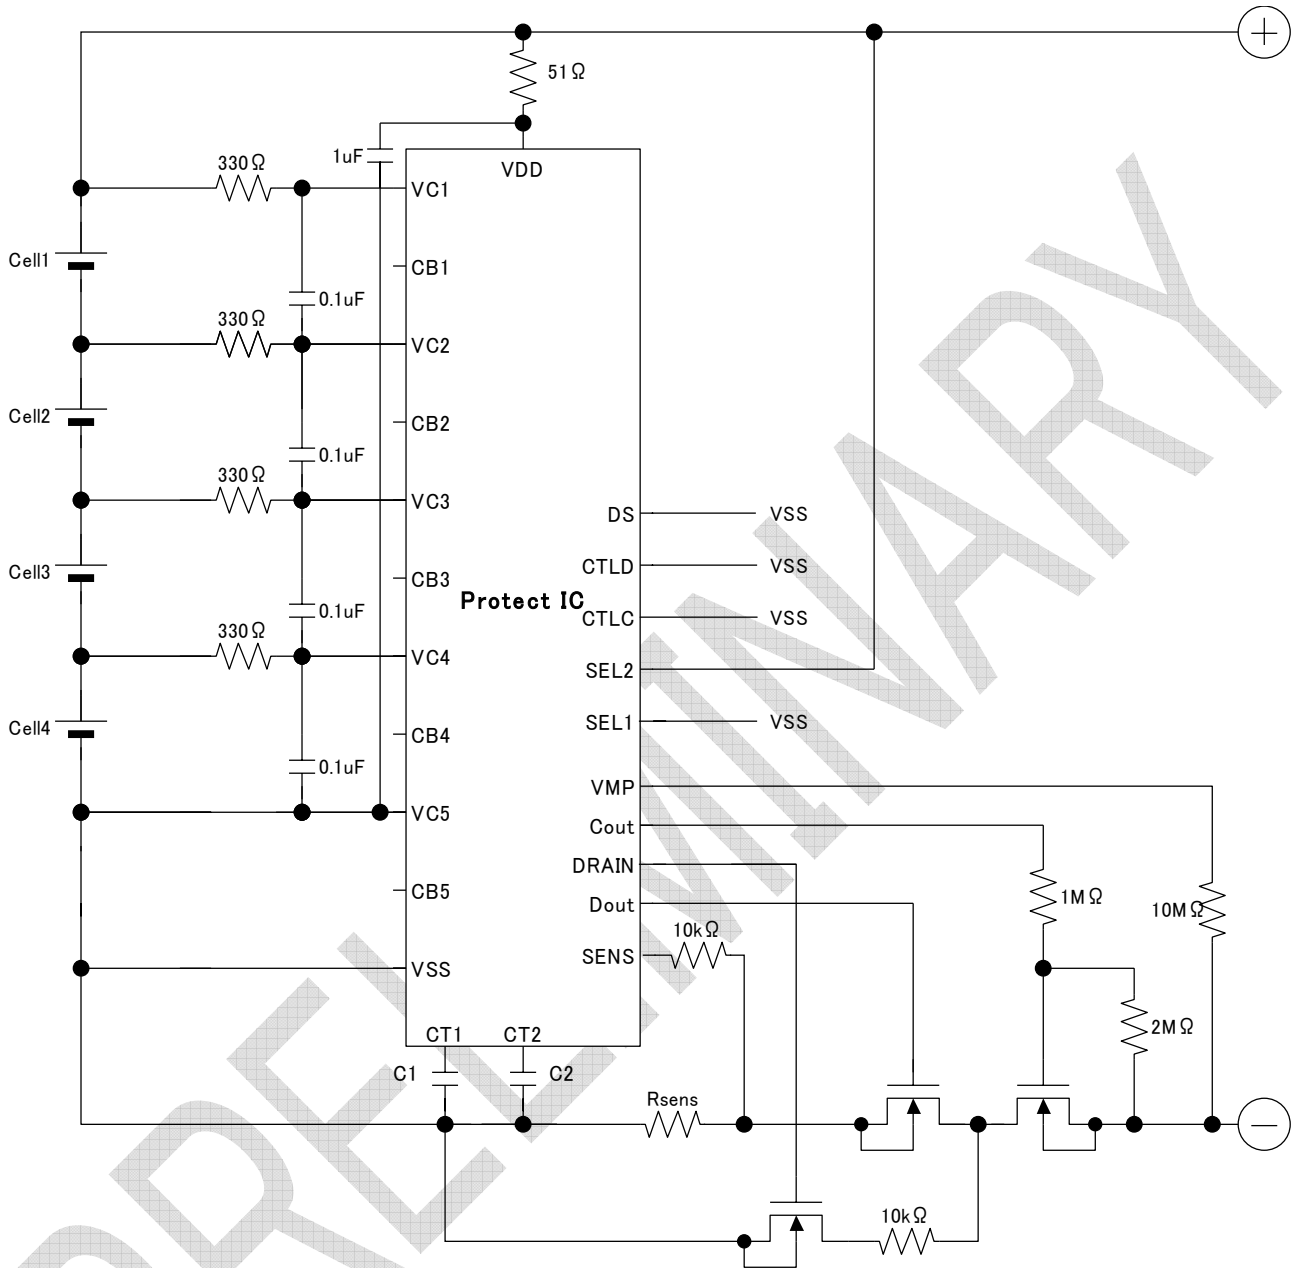 +
51Ω
1uF
VDD
330Ω
VC1
Cell1
CB1
0.1uF
330Ω
VC2
Cell2
CB2
0.1uF
330Ω
VC3
DS
VSS
CTLD
VSS
Cell3
CB3
Protect IC
0.1uF
CTLC
VSS
330Ω
VC4
SEL2
Cell4
CB4
SEL1
VSS
0.1uF
VMP
VC5
Cout
DRAIN
CB5
Dout
1MΩ
10MΩ
10kΩ
SENS
VSS
2MΩ
CT1
CT2
C1
C2
Rsens
−
10kΩ
PRELIMINARY